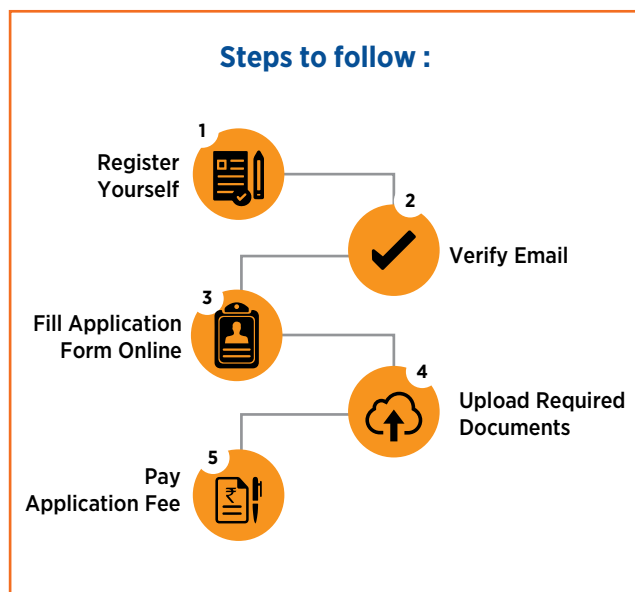 Steps to follow :
1
Register
Yourself
2
Verify Email
3
Fill Application
Form Online
4
Upload Required
Documents
5
Pay
Application Fee
₹